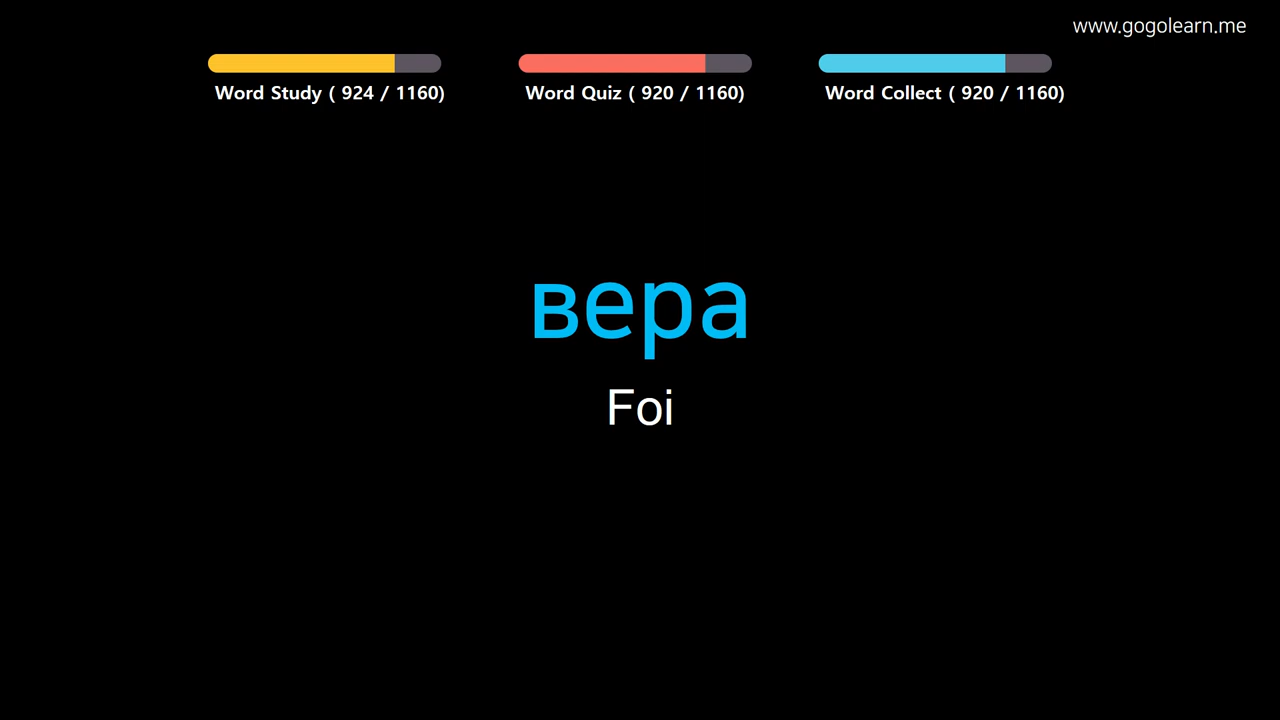 www.gogolearn.me
Word Study ( 924 / 1160)
Word Quiz ( 920 / 1160)
Word Collect ( 920 / 1160)
вера
Foi